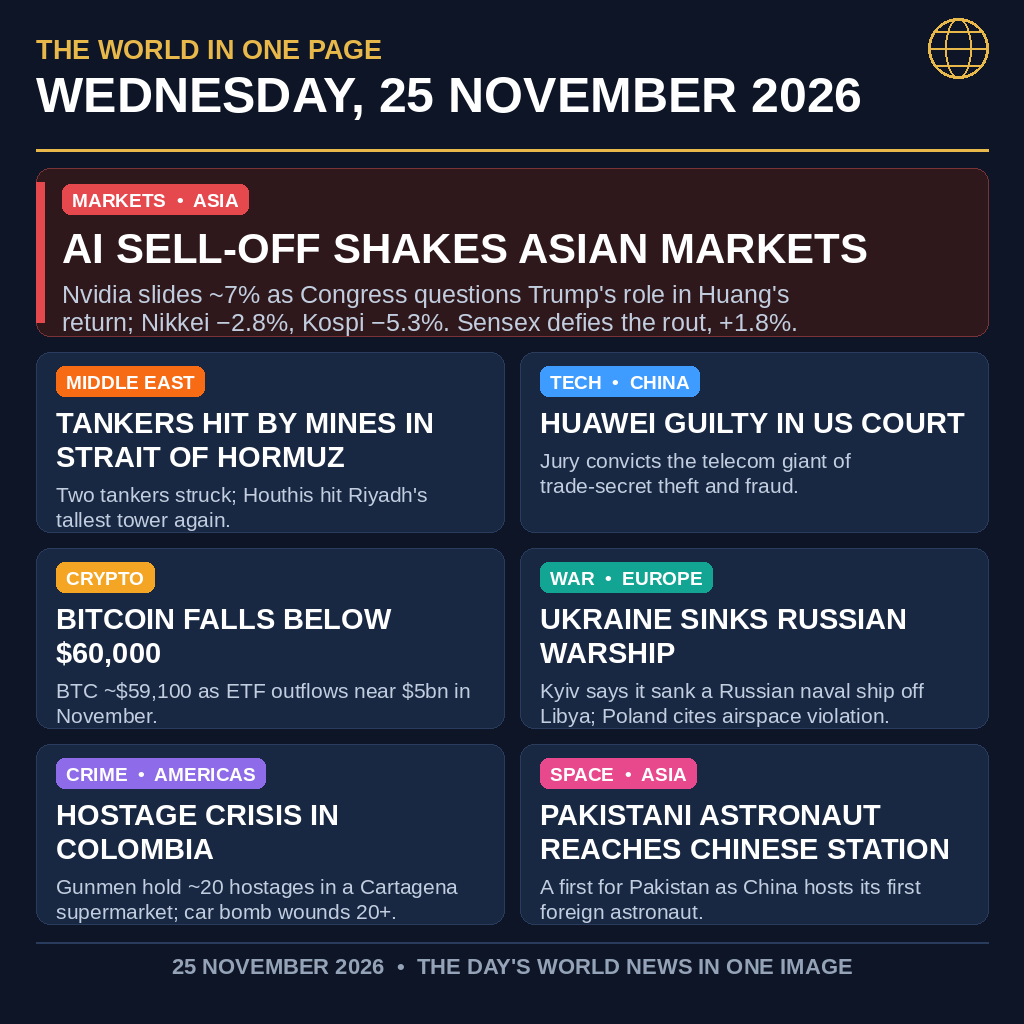 THE WORLD IN ONE PAGE
WEDNESDAY, 25 NOVEMBER 2026
MARKETS • ASIA
AI SELL-OFF SHAKES ASIAN MARKETS
Nvidia slides ~7% as Congress questions Trump's role in Huang's
return; Nikkei −2.8%, Kospi −5.3%. Sensex defies the rout, +1.8%.
MIDDLE EAST
TANKERS HIT BY MINES IN
STRAIT OF HORMUZ
Two tankers struck; Houthis hit Riyadh's
tallest tower again.
TECH • CHINA
HUAWEI GUILTY IN US COURT
Jury convicts the telecom giant of
trade-secret theft and fraud.
CRYPTO
BITCOIN FALLS BELOW
$60,000
BTC ~$59,100 as ETF outflows near $5bn in
November.
WAR • EUROPE
UKRAINE SINKS RUSSIAN
WARSHIP
Kyiv says it sank a Russian naval ship off
Libya; Poland cites airspace violation.
CRIME • AMERICAS
HOSTAGE CRISIS IN
COLOMBIA
Gunmen hold ~20 hostages in a Cartagena
supermarket; car bomb wounds 20+.
SPACE • ASIA
PAKISTANI ASTRONAUT
REACHES CHINESE STATION
A first for Pakistan as China hosts its first
foreign astronaut.
25 NOVEMBER 2026 • THE DAY'S WORLD NEWS IN ONE IMAGE